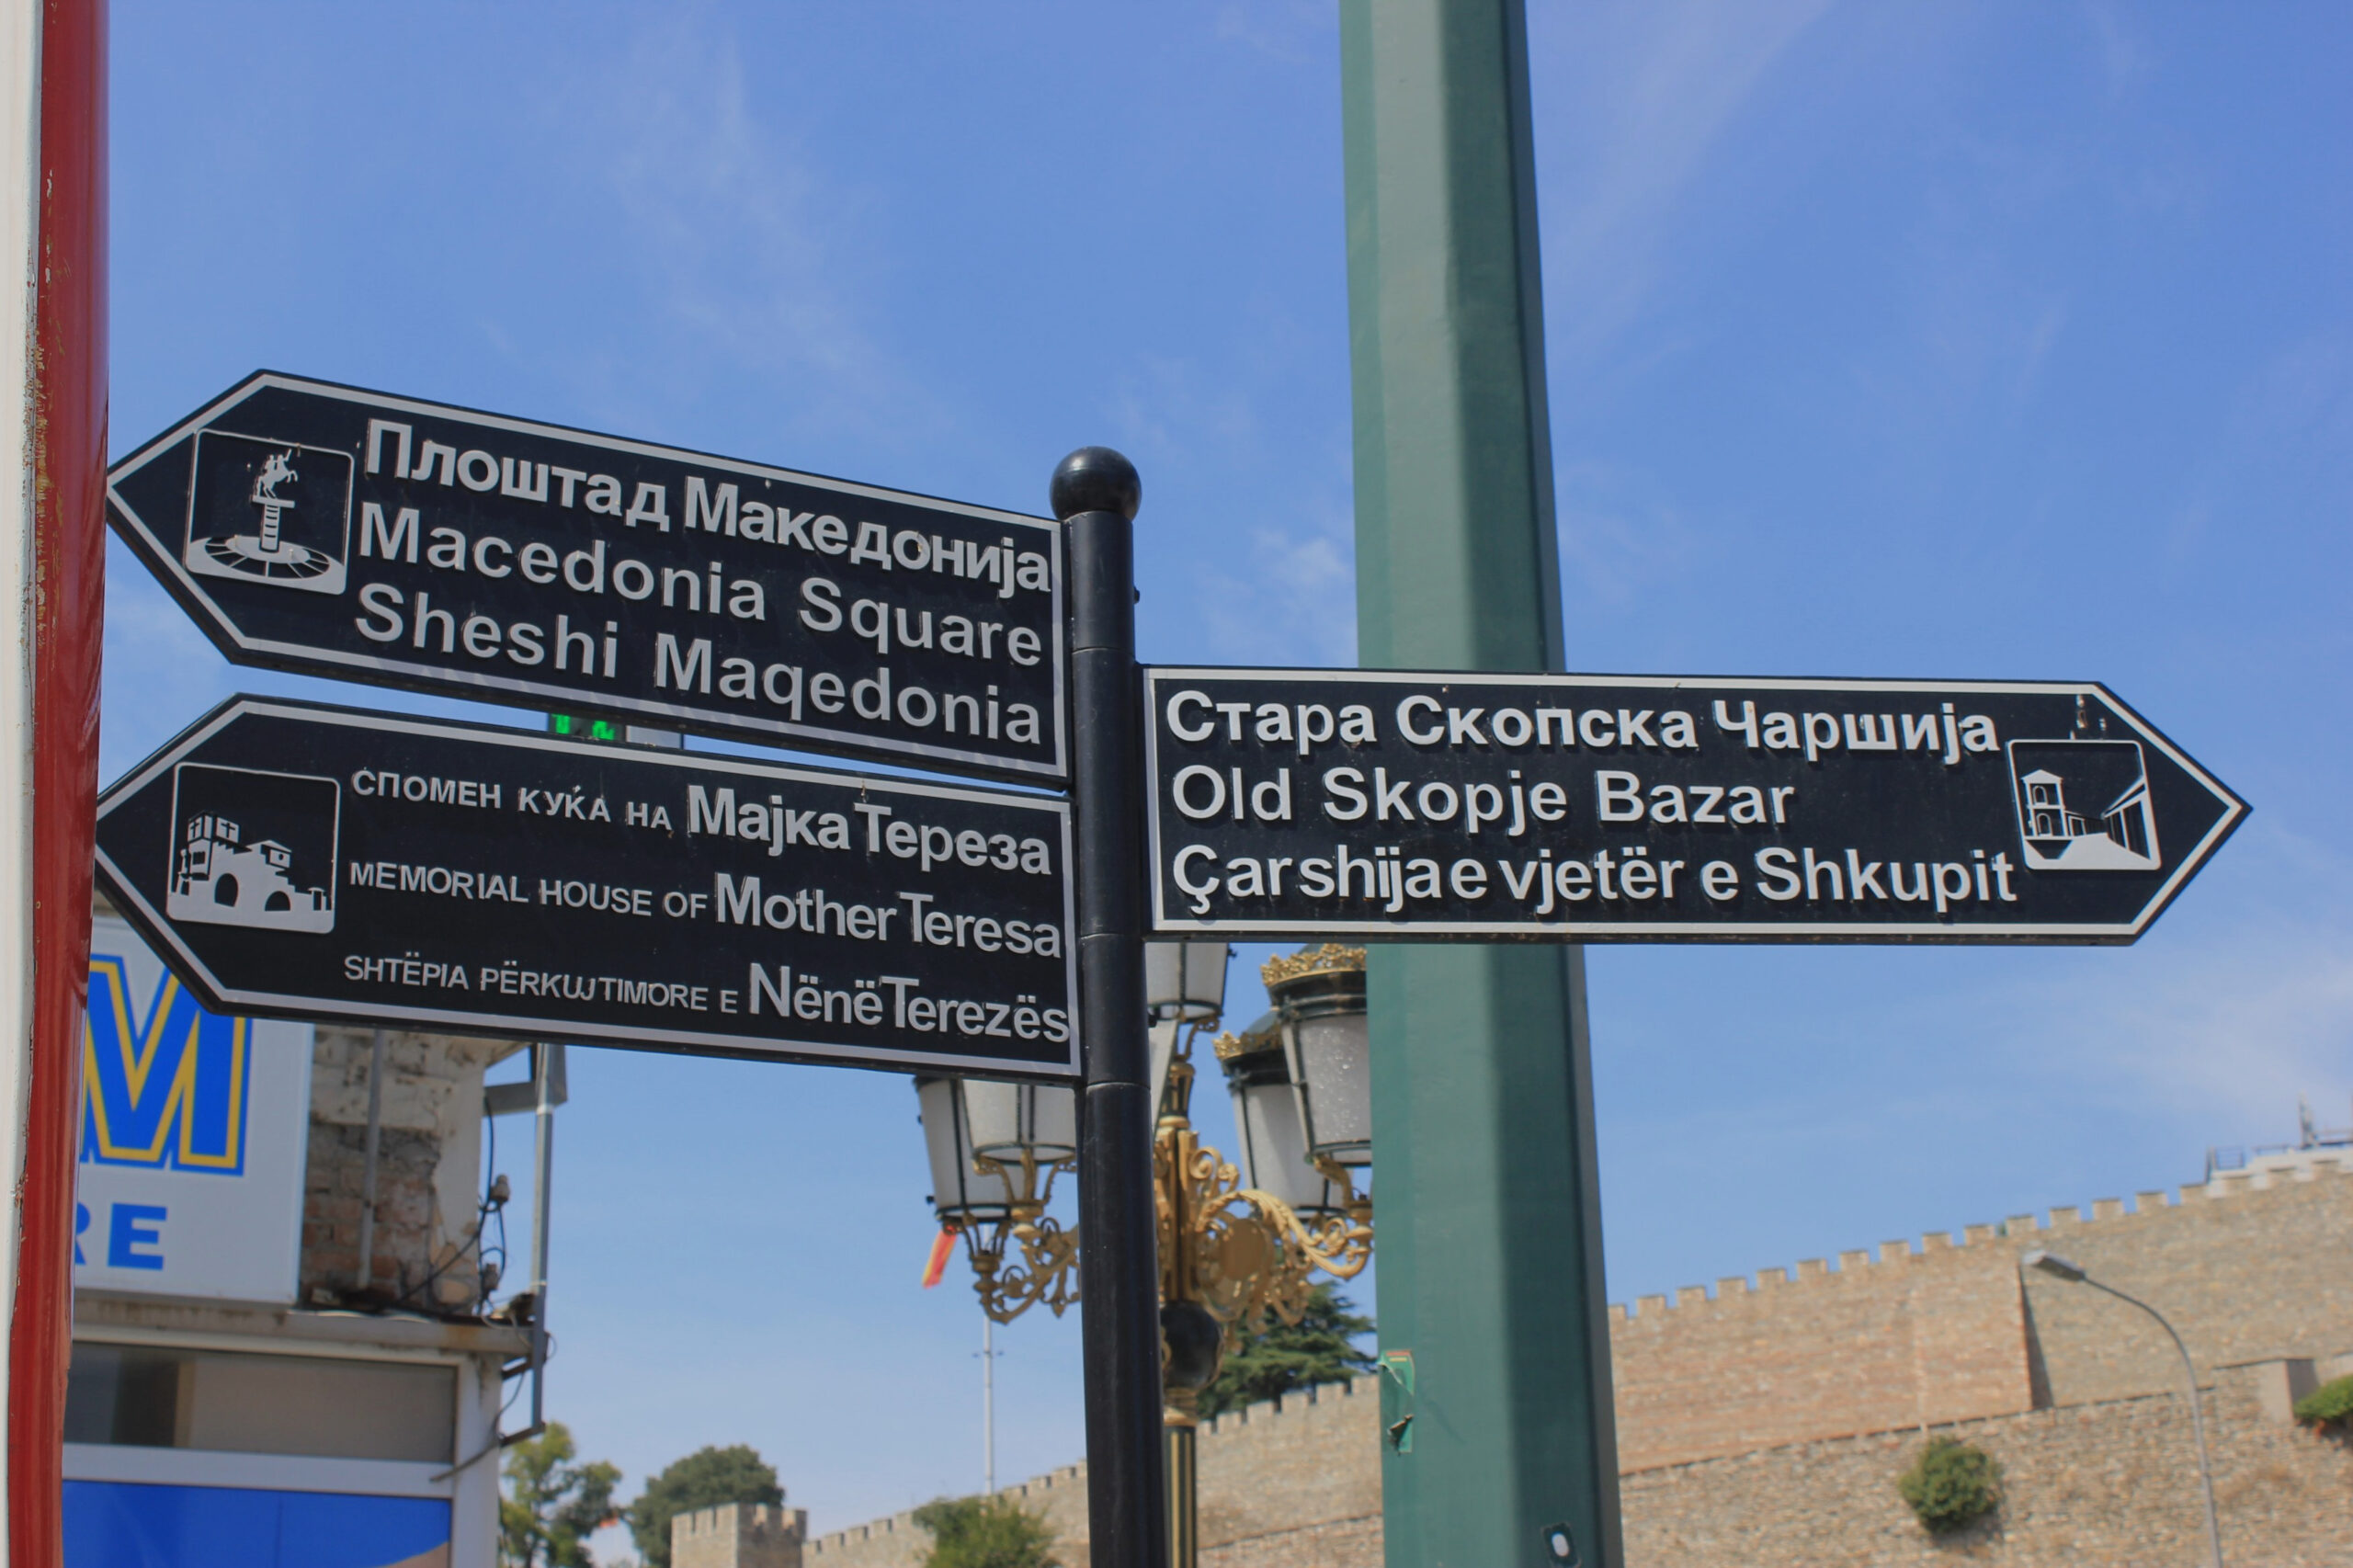 Плоштад Македонија
Macedonia Square
Sheshi Maqedonia
СПОМЕН КУЌА НА Мајка Тереза
MEMORIAL HOUSE OF Mother Teresa
SHTËPIA PËRKUJTIMORE E Nënë Terezës
Стара Скопска Чаршија
Old Skopje Bazar
Çarshija e vjetër e Shkupit
M
RE